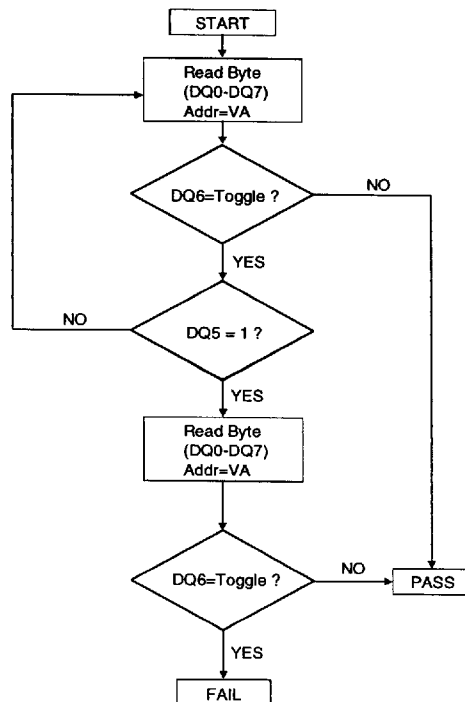 START
Read Byte
(DQ0-DQ7)
Addr=VA
DQ6=Toggle ?
NO
YES
NO
DQ5 = 1 ?
YES
Read Byte
(DQ0-DQ7)
Addr=VA
DQ6=Toggle ?
NO
PASS
YES
FAIL